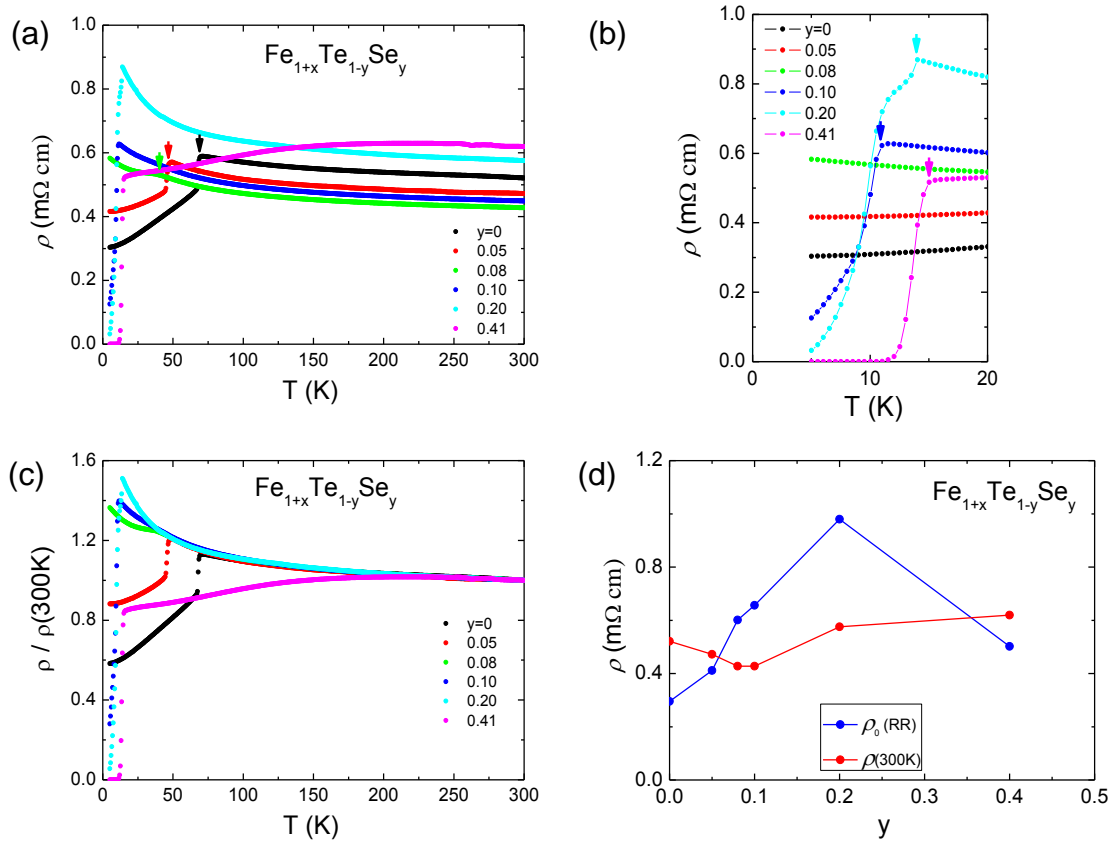 (a)
Fe1+xTe1-ySey
ρ (mΩ cm)
1.0
0.8
0.6
0.4
0.2
0.0
y=0
0.05
0.08
0.10
0.20
0.41
0 50 100 150 200 250 300
T (K)
(b)
ρ (mΩ cm)
1.0
0.8
0.6
0.4
0.2
0.0
y=0
0.05
0.08
0.10
0.20
0.41
0 10 20
T (K)
(c)
Fe1+xTe1-ySey
ρ / ρ(300K)
1.6
1.2
0.8
0.4
0.0
y=0
0.05
0.08
0.10
0.20
0.41
0 50 100 150 200 250 300
T (K)
(d)
Fe1+xTe1-ySey
ρ (mΩ cm)
1.2
0.8
0.4
0.0
ρ0 (RR)
ρ(300K)
0.0 0.1 0.2 0.3 0.4 0.5
y